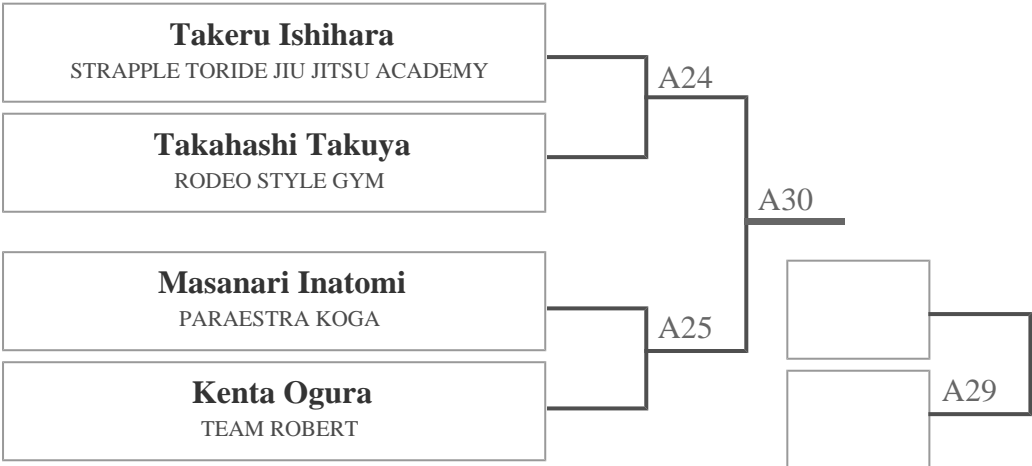 Takeru Ishihara
STRAPPLE TORIDE JIU JITSU ACADEMY
A24
Takahashi Takuya
RODEO STYLE GYM
A30
Masanari Inatomi
PARAESTRA KOGA
A25
Kenta Ogura
TEAM ROBERT
A29